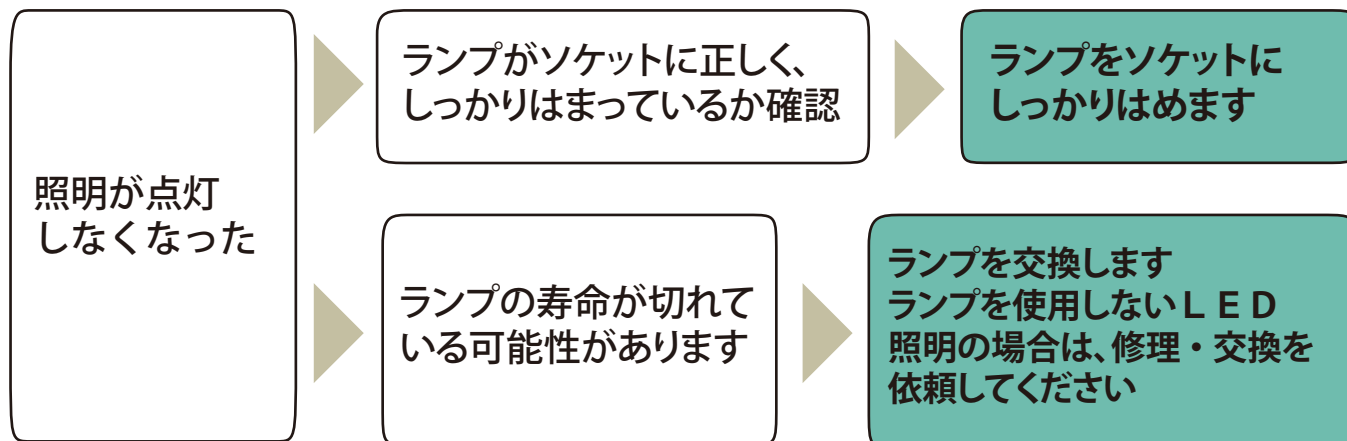 照明が点灯
しなくなった
ランプがソケットに正しく、
しっかりはまっているか確認
ランプをソケットに
しっかりはめます
ランプの寿命が切れて
いる可能性があります
ランプを交換します
ランプを使用しないＬＥＤ
照明の場合は、修理・交換を
依頼してください